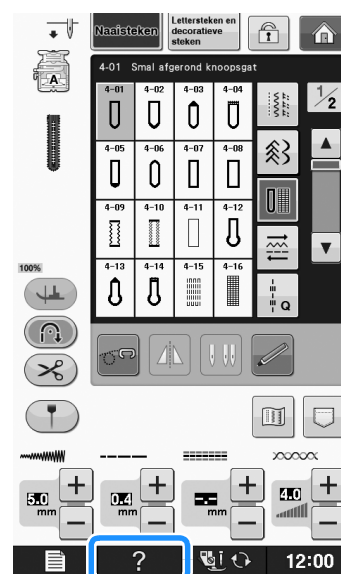 Naaisteken
Lettersteken en
decoratieve
steken
A
4-01 Smal afgerond knoopsgat
4-01 4-02 4-03 4-04
1/2
4-05 4-06 4-07 4-08
4-09 4-10 4-11 4-12
4-13 4-14 4-15 4-16
Q
100%
5.0 mm + −
0.4 mm + −
-.- mm + −
4.0 + −
?
12:00